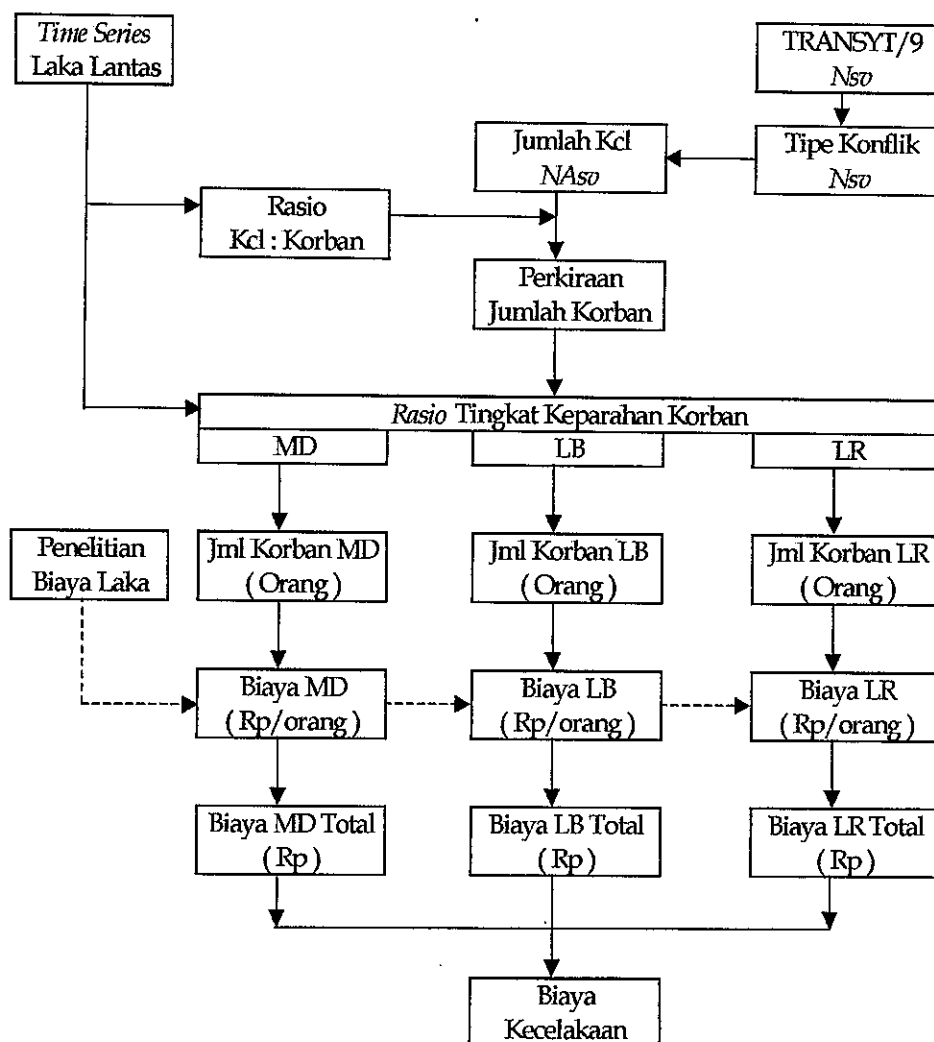 Time Series
Laka Lantas
TRANSYT/9
Nsv
Jumlah Kcl
NAsv
Tipe Konflik
Nsv
Rasio
Kcl : Korban
Perkiraan
Jumlah Korban
Rasio Tingkat Keparahan Korban
MD
LB
LR
Penelitian
Biaya Laka
Jml Korban MD
( Orang )
Jml Korban LB
( Orang )
Jml Korban LR
( Orang )
Biaya MD
( Rp/orang )
Biaya LB
( Rp/orang )
Biaya LR
( Rp/orang )
Biaya MD Total
( Rp )
Biaya LB Total
( Rp )
Biaya LR Total
( Rp )
Biaya
Kecelakaan